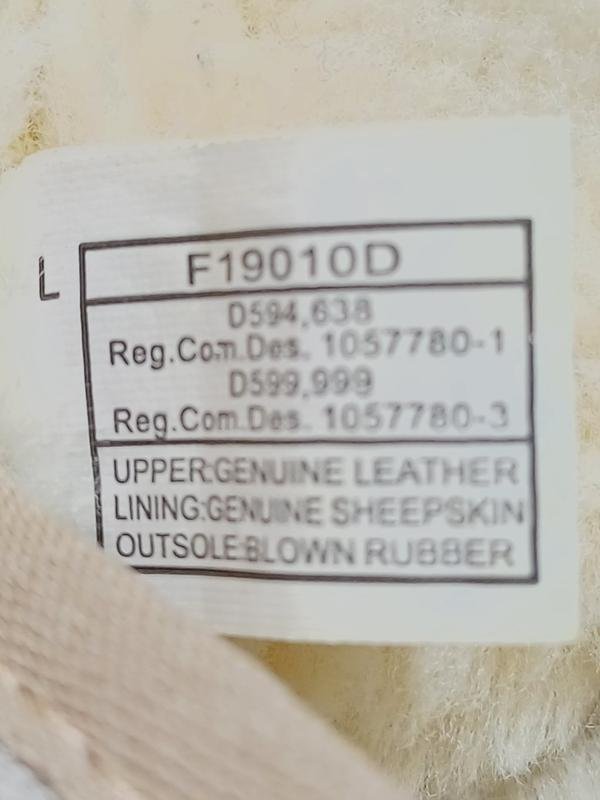 L
F19010D
D594,638
Reg.Com.Des. 1057780-1
D599,999
Reg.Com.Des. 1057780-3
UPPER:GENUINE LEATHER
LINING:GENUINE SHEEPSKIN
OUTSOLE:BLOWN RUBBER